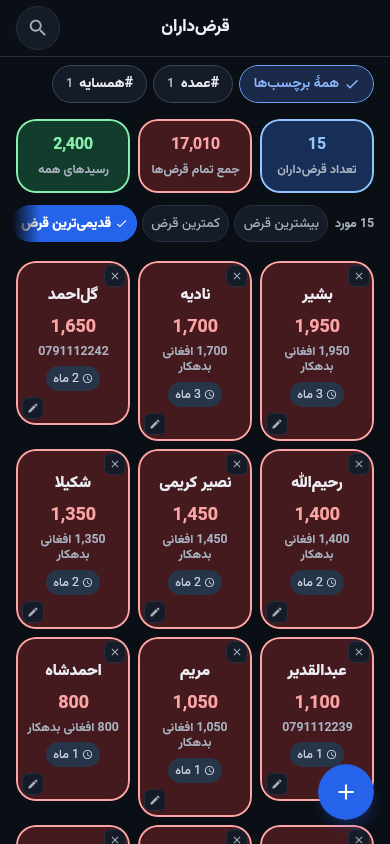 قرض‌داران
همهٔ برچسب‌ها
#عمده 1
#همسایه 1
15
تعداد قرض‌داران
17,010
جمع تمام قرض‌ها
2,400
رسیدهای همه
15 مورد
بیشترین قرض
کمترین قرض
قدیمی‌ترین قرض
بشیر
1,950
1,950 افغانی
بدهکار
3 ماه
نادیه
1,700
1,700 افغانی
بدهکار
3 ماه
گل‌احمد
1,650
0791112242
2 ماه
رحیم‌الله
1,400
1,400 افغانی
بدهکار
2 ماه
نصیر کریمی
1,450
1,450 افغانی
بدهکار
2 ماه
شکیلا
1,350
1,350 افغانی
بدهکار
2 ماه
عبدالقدیر
1,100
0791112239
1 ماه
مریم
1,050
1,050 افغانی
بدهکار
1 ماه
احمدشاه
800
800 افغانی بدهکار
1 ماه